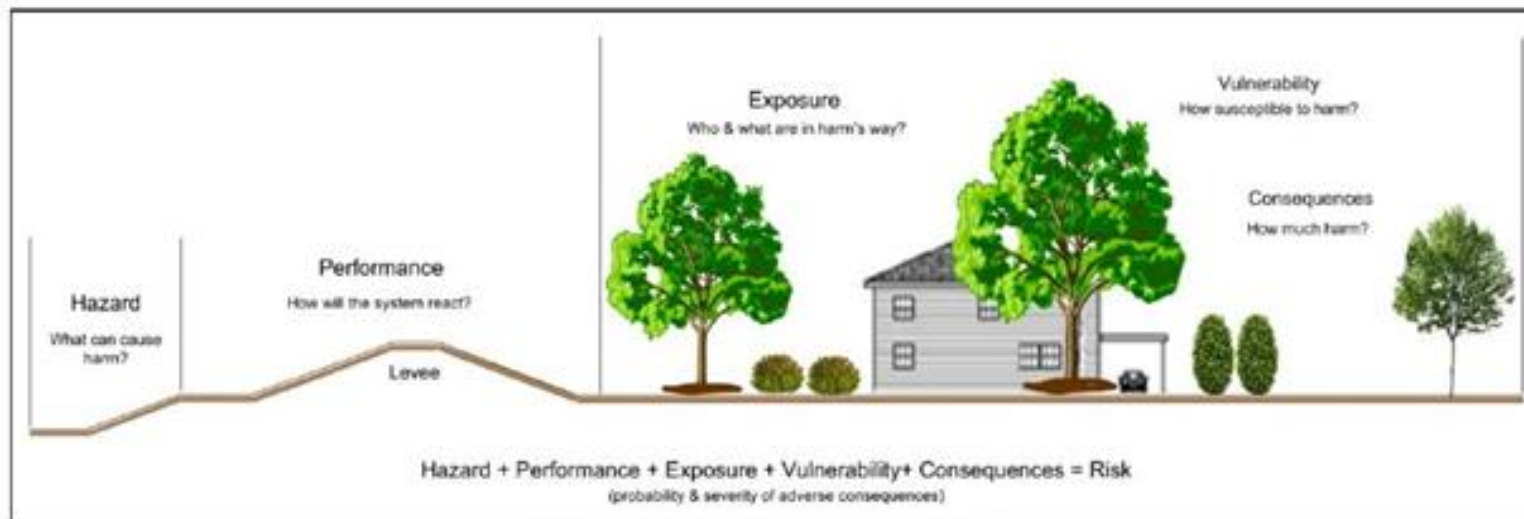 Hazard
What can cause
harm?
Performance
How will the system react?
Levee
Exposure
Who & what are in harm's way?
Vulnerability
How susceptible to harm?
Consequences
How much harm?
Hazard + Performance + Exposure + Vulnerability+ Consequences = Risk
(probability & severity of adverse consequences)